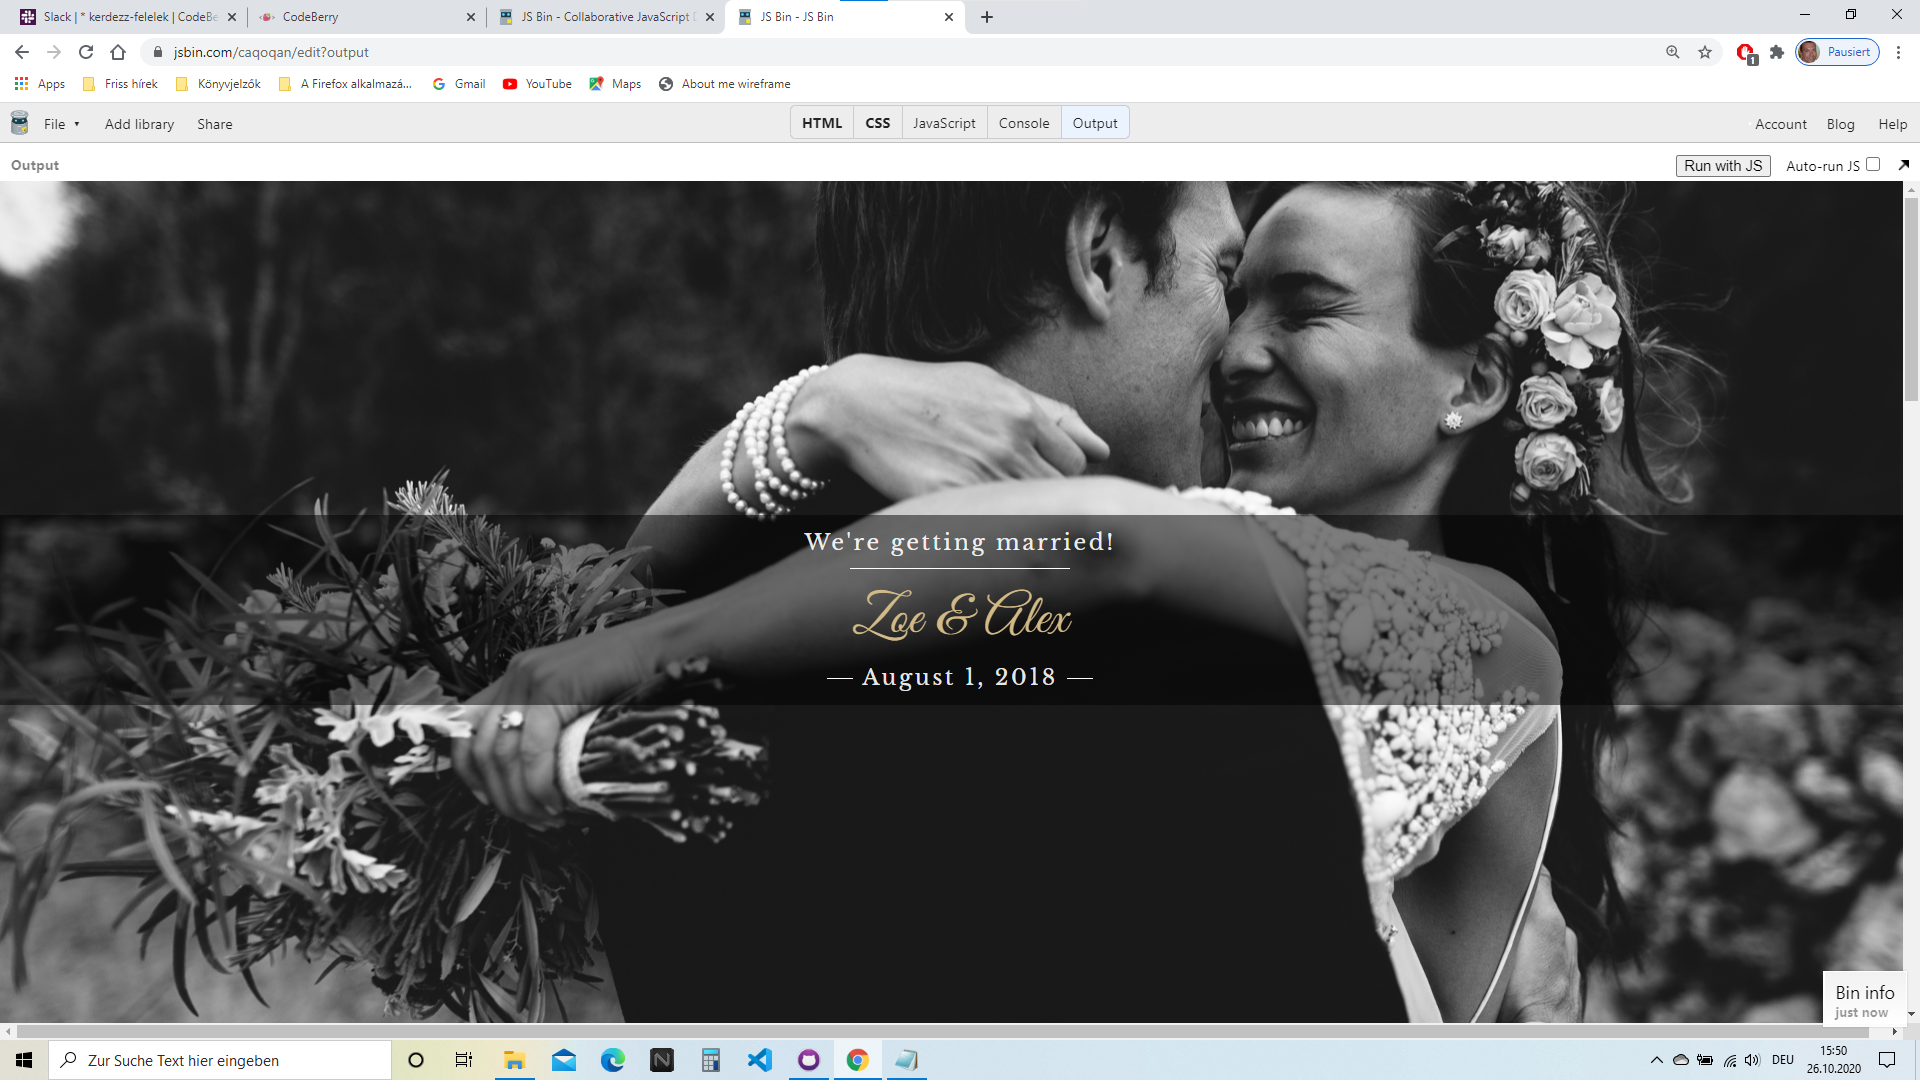 Slack | * kerdezz-felelek | CodeBe
CodeBerry
JS Bin - Collaborative JavaScript D
JS Bin - JS Bin
jsbin.com/caqoqan/edit?output
1
Pausiert
Apps
Friss hírek
Könyvjelzők
A Firefox alkalmazá...
Gmail
YouTube
Maps
About me wireframe
File
Add library
Share
HTML
CSS
JavaScript
Console
Output
Account
Blog
Help
Output
Run with JS
Auto-run JS
We're getting married!
Zoe & Alex
August 1, 2018
Bin info
just now
Zur Suche Text hier eingeben
DEU
15:50
26.10.2020